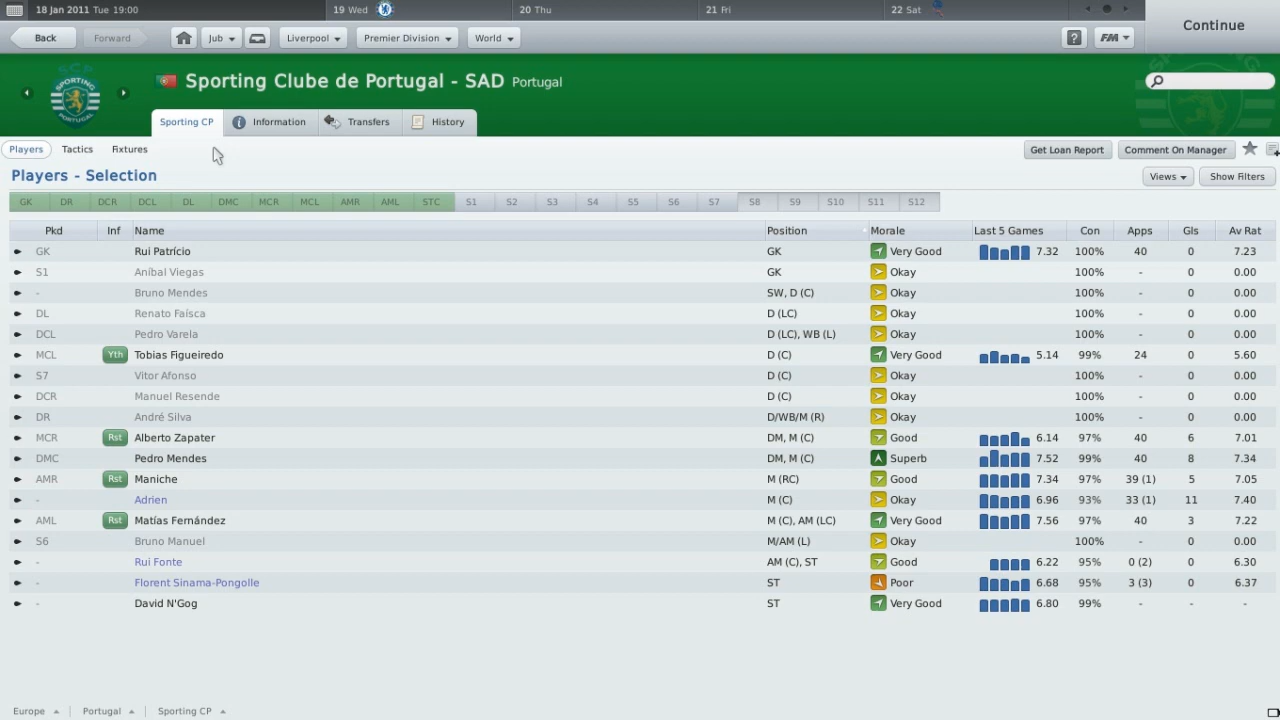 18 Jan 2011 Tue 19:00 19 Wed 20 Thu 21 Fri 22 Sat
Continue
Back Forward Job Liverpool Premier Division World ? FM
Sporting Clube de Portugal - SAD Portugal
SPORTING
PORTUGAL
Sporting CP Information Transfers History
Players Tactics Fixtures Get Loan Report Comment On Manager
Players - Selection Views Show Filters
GK DR DCR DCL DL DMC MCR MCL AMR AML STC S1 S2 S3 S4 S5 S6 S7 S8 S9 S10 S11 S12
Pkd Inf Name Position Morale Last 5 Games Con Apps Gls Av Rat
GK Rui Patrício GK Very Good 7.32 100% 40 0 7.23
S1 Aníbal Viegas GK Okay 100% - 0 0.00
- Bruno Mendes SW, D (C) Okay 100% - 0 0.00
DL Renato Faísca D (LC) Okay 100% - 0 0.00
DCL Pedro Varela D (LC), WB (L) Okay 100% - 0 0.00
MCL Yth Tobias Figueiredo D (C) Very Good 5.14 99% 24 0 5.60
S7 Vitor Afonso D (C) Okay 100% - 0 0.00
DCR Manuel Resende D (C) Okay 100% - 0 0.00
DR André Silva D/WB/M (R) Okay 100% - 0 0.00
MCR Rst Alberto Zapater DM, M (C) Good 6.14 97% 40 6 7.01
DMC Pedro Mendes DM, M (C) Superb 7.52 99% 40 8 7.34
AMR Rst Maniche M (RC) Good 7.34 97% 39 (1) 5 7.05
- Adrien M (C) Okay 6.96 93% 33 (1) 11 7.40
AML Rst Matías Fernández M (C), AM (LC) Very Good 7.56 97% 40 3 7.22
S6 Bruno Manuel M/AM (L) Okay 100% - 0 0.00
- Rui Fonte AM (C), ST Good 6.22 95% 0 (2) 0 6.30
- Florent Sinama-Pongolle ST Poor 6.68 95% 3 (3) 0 6.37
- David N'Gog ST Very Good 6.80 99% - - -
Europe Portugal Sporting CP